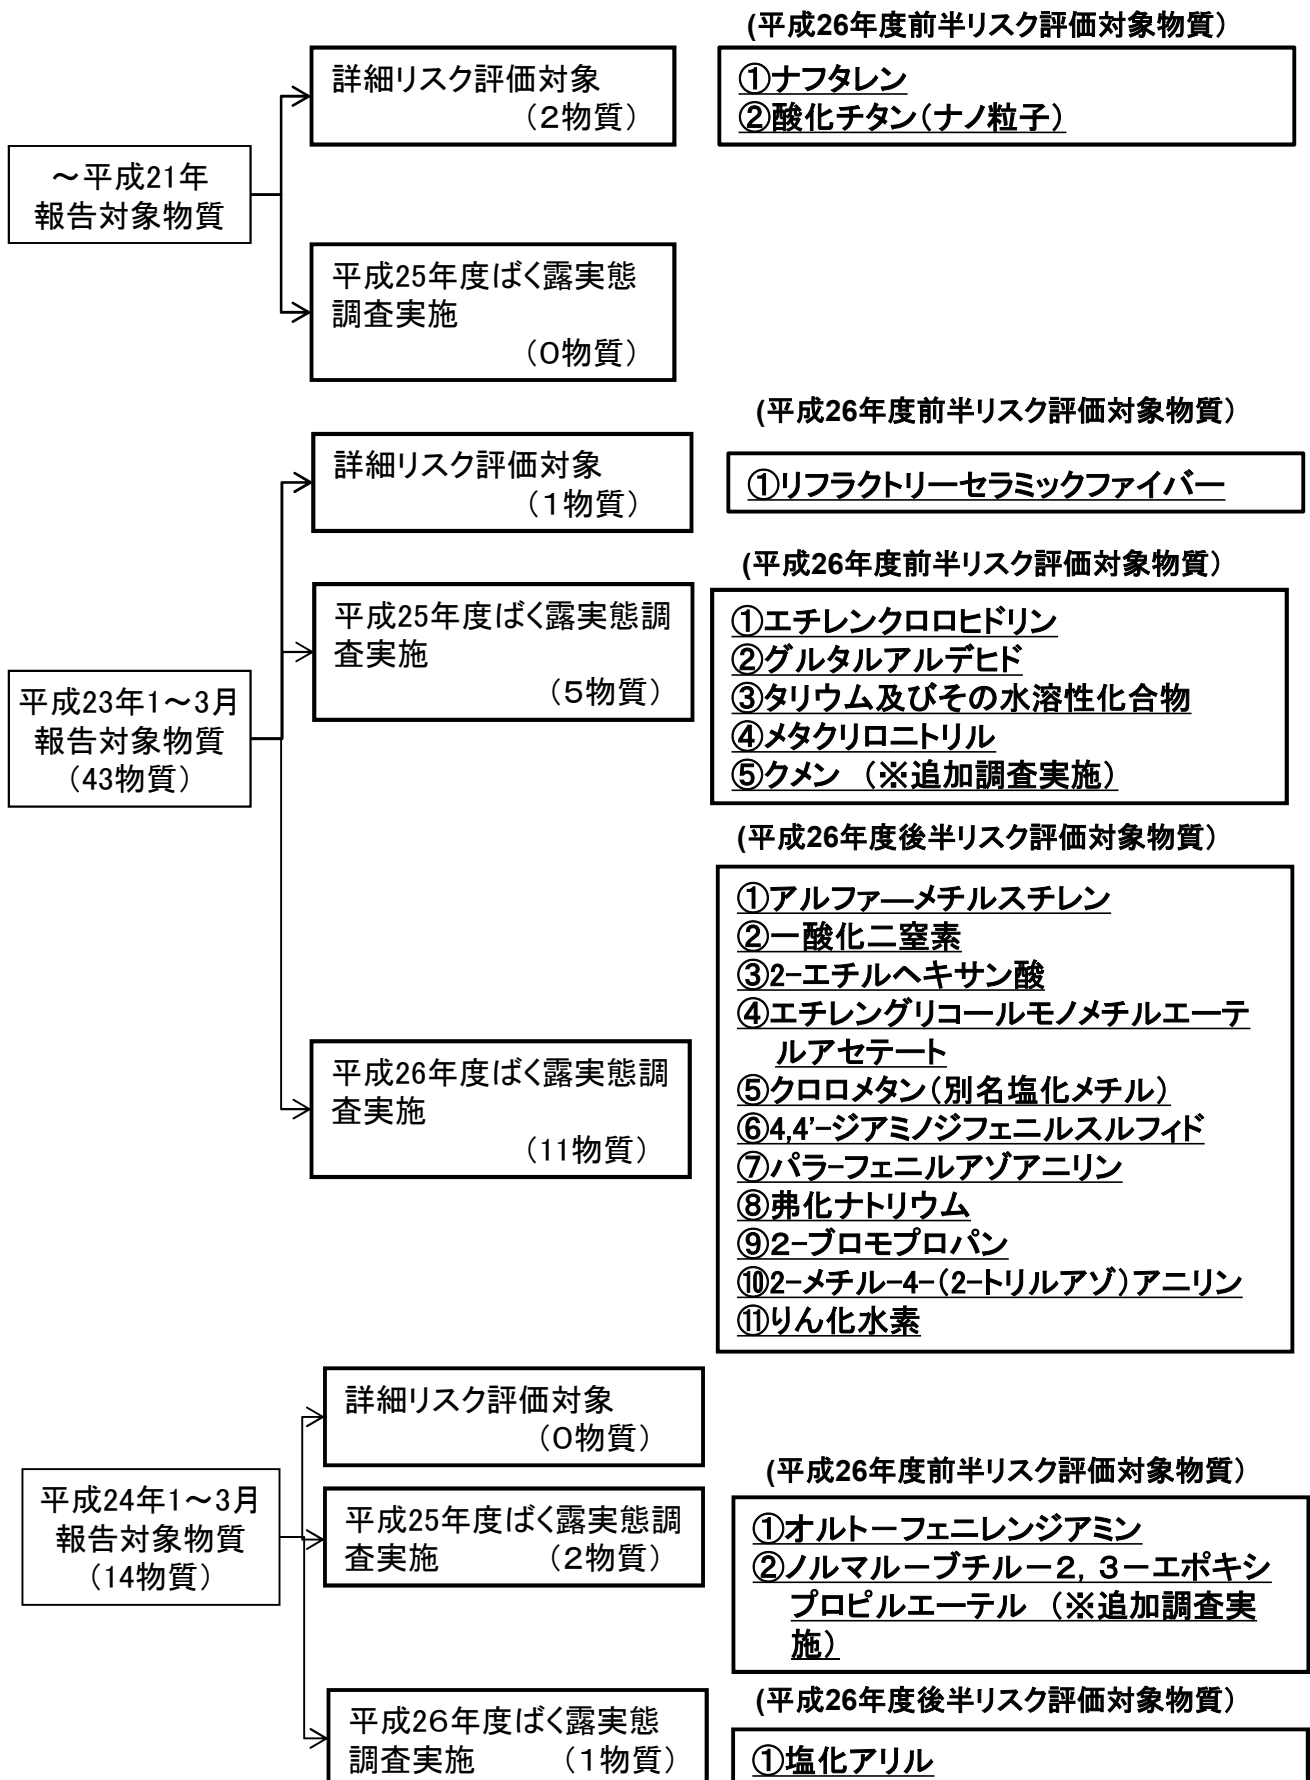 (平成26年度前半リスク評価対象物質)
詳細リスク評価対象
(2物質)
①ナフタレン
②酸化チタン(ナノ粒子)
～平成21年
報告対象物質
平成25年度ばく露実態
調査実施
(0物質)
(平成26年度前半リスク評価対象物質)
詳細リスク評価対象
(1物質)
①リフラクトリーセラミックファイバー
(平成26年度前半リスク評価対象物質)
平成25年度ばく露実態調
査実施
(5物質)
①エチレンクロロヒドリン
②グルタルアルデヒド
③タリウム及びその水溶性化合物
④メタクリロニトリル
⑤クメン (※追加調査実施)
平成23年1～3月
報告対象物質
(43物質)
(平成26年度後半リスク評価対象物質)
①アルファ―メチルスチレン
②一酸化二窒素
③2-エチルヘキサン酸
④エチレングリコールモノメチルエーテ
ルアセテート
⑤クロロメタン(別名塩化メチル)
⑥4,4'-ジアミノジフェニルスルフィド
⑦パラ-フェニルアゾアニリン
⑧弗化ナトリウム
⑨2-ブロモプロパン
⑩2-メチル-4-(2-トリルアゾ)アニリン
⑪りん化水素
平成26年度ばく露実態調
査実施
(11物質)
詳細リスク評価対象
(0物質)
(平成26年度前半リスク評価対象物質)
平成24年1～3月
報告対象物質
(14物質)
平成25年度ばく露実態調
査実施 (2物質)
①オルトーフェニレンジアミン
②ノルマルーブチルー2,3ーエポキシ
プロピルエーテル (※追加調査実
施)
(平成26年度後半リスク評価対象物質)
平成26年度ばく露実態
調査実施 (1物質)
①塩化アリル